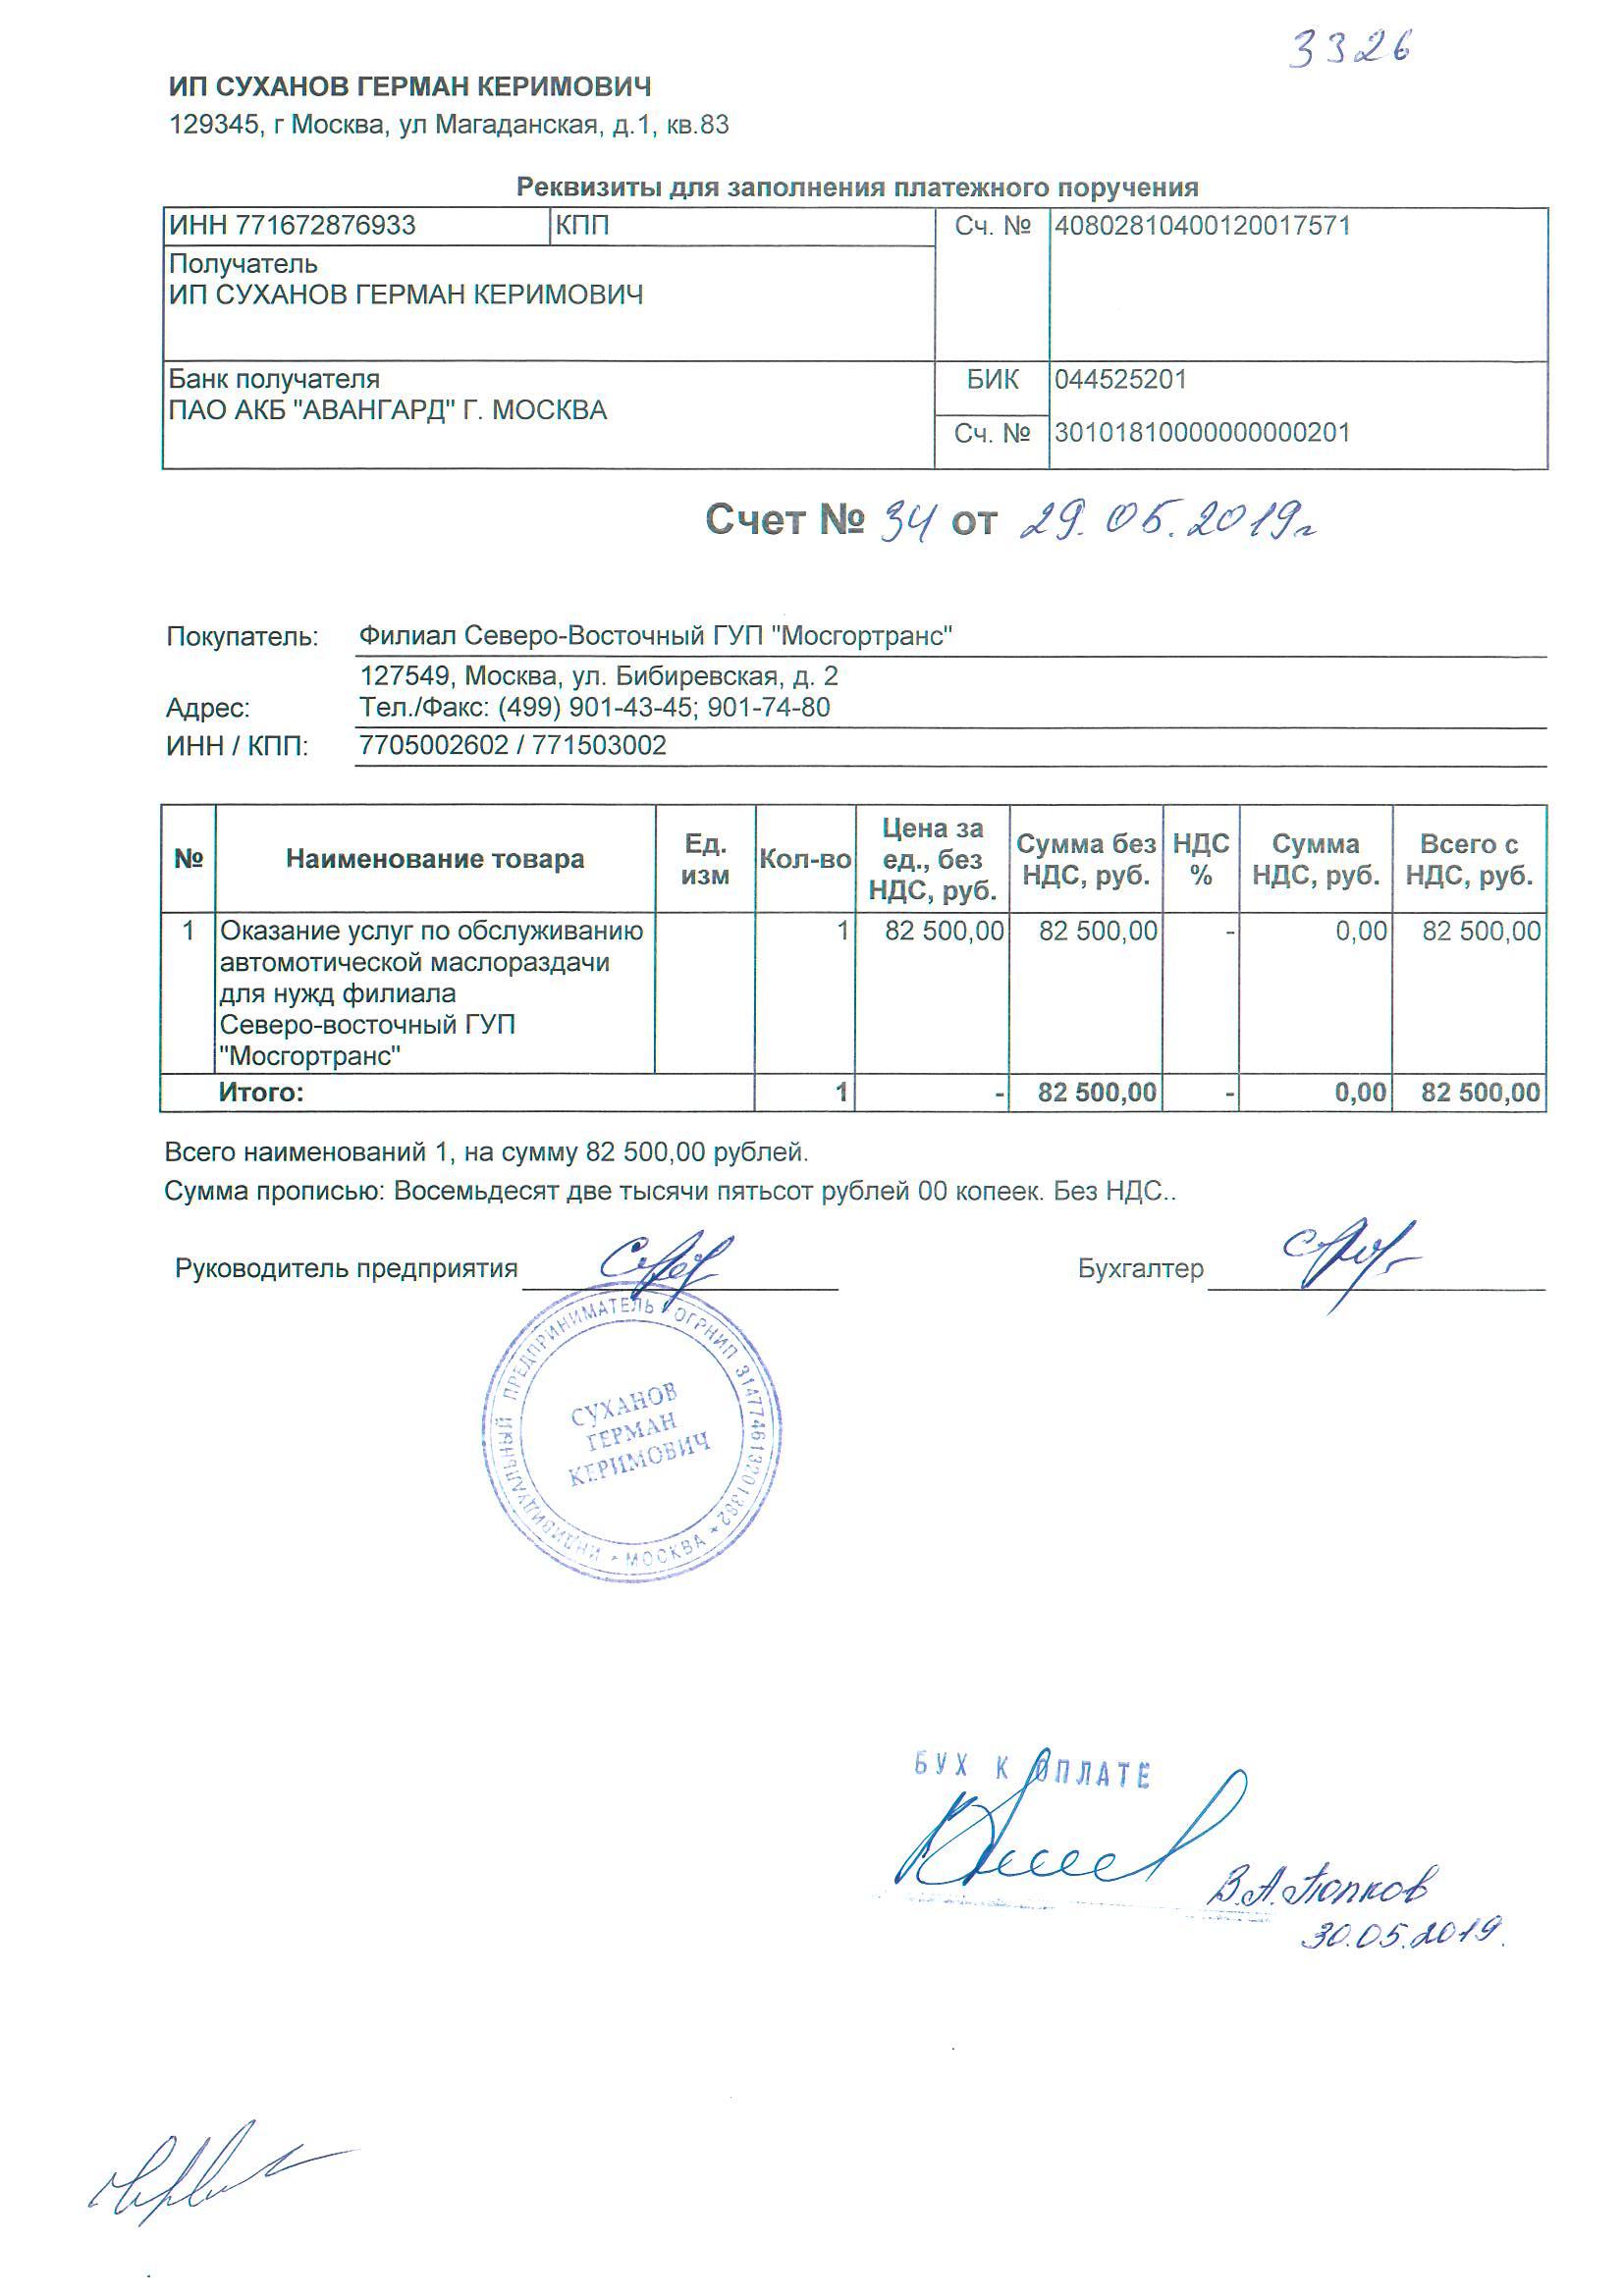 3326
ИП СУХАНОВ ГЕРМАН КЕРИМОВИЧ
129345, г Москва, ул Магаданская, д.1, кв.83
Реквизиты для заполнения платежного поручения
ИНН 771672876933 КПП Сч. № 40802810400120017571
Получатель
ИП СУХАНОВ ГЕРМАН КЕРИМОВИЧ
Банк получателя БИК 044525201
ПАО АКБ "АВАНГАРД" Г. МОСКВА
Сч. № 30101810000000000201
Счет № 34 от 29.05.2019г
Покупатель: Филиал Северо-Восточный ГУП "Мосгортранс"
127549, Москва, ул. Бибиревская, д. 2
Адрес: Тел./Факс: (499) 901-43-45; 901-74-80
ИНН / КПП: 7705002602 / 771503002
№ Наименование товара Ед. изм Кол-во Цена за ед., без НДС, руб. Сумма без НДС, руб. НДС % Сумма НДС, руб. Всего с НДС, руб.
1 Оказание услуг по обслуживанию 1 82 500,00 82 500,00 - 0,00 82 500,00
автомотической маслораздачи
для нужд филиала
Северо-восточный ГУП
"Мосгортранс"
Итого: 1 - 82 500,00 - 0,00 82 500,00
Всего наименований 1, на сумму 82 500,00 рублей.
Сумма прописью: Восемьдесят две тысячи пятьсот рублей 00 копеек. Без НДС..
Руководитель предприятия Бухгалтер
ИНДИВИДУАЛЬНЫЙ ПРЕДПРИНИМАТЕЛЬ * ОГРНИП 314774613201382 * МОСКВА *
СУХАНОВ
ГЕРМАН
КЕРИМОВИЧ
БУХ К ОПЛАТЕ
В.А. Попков
30.05.2019.